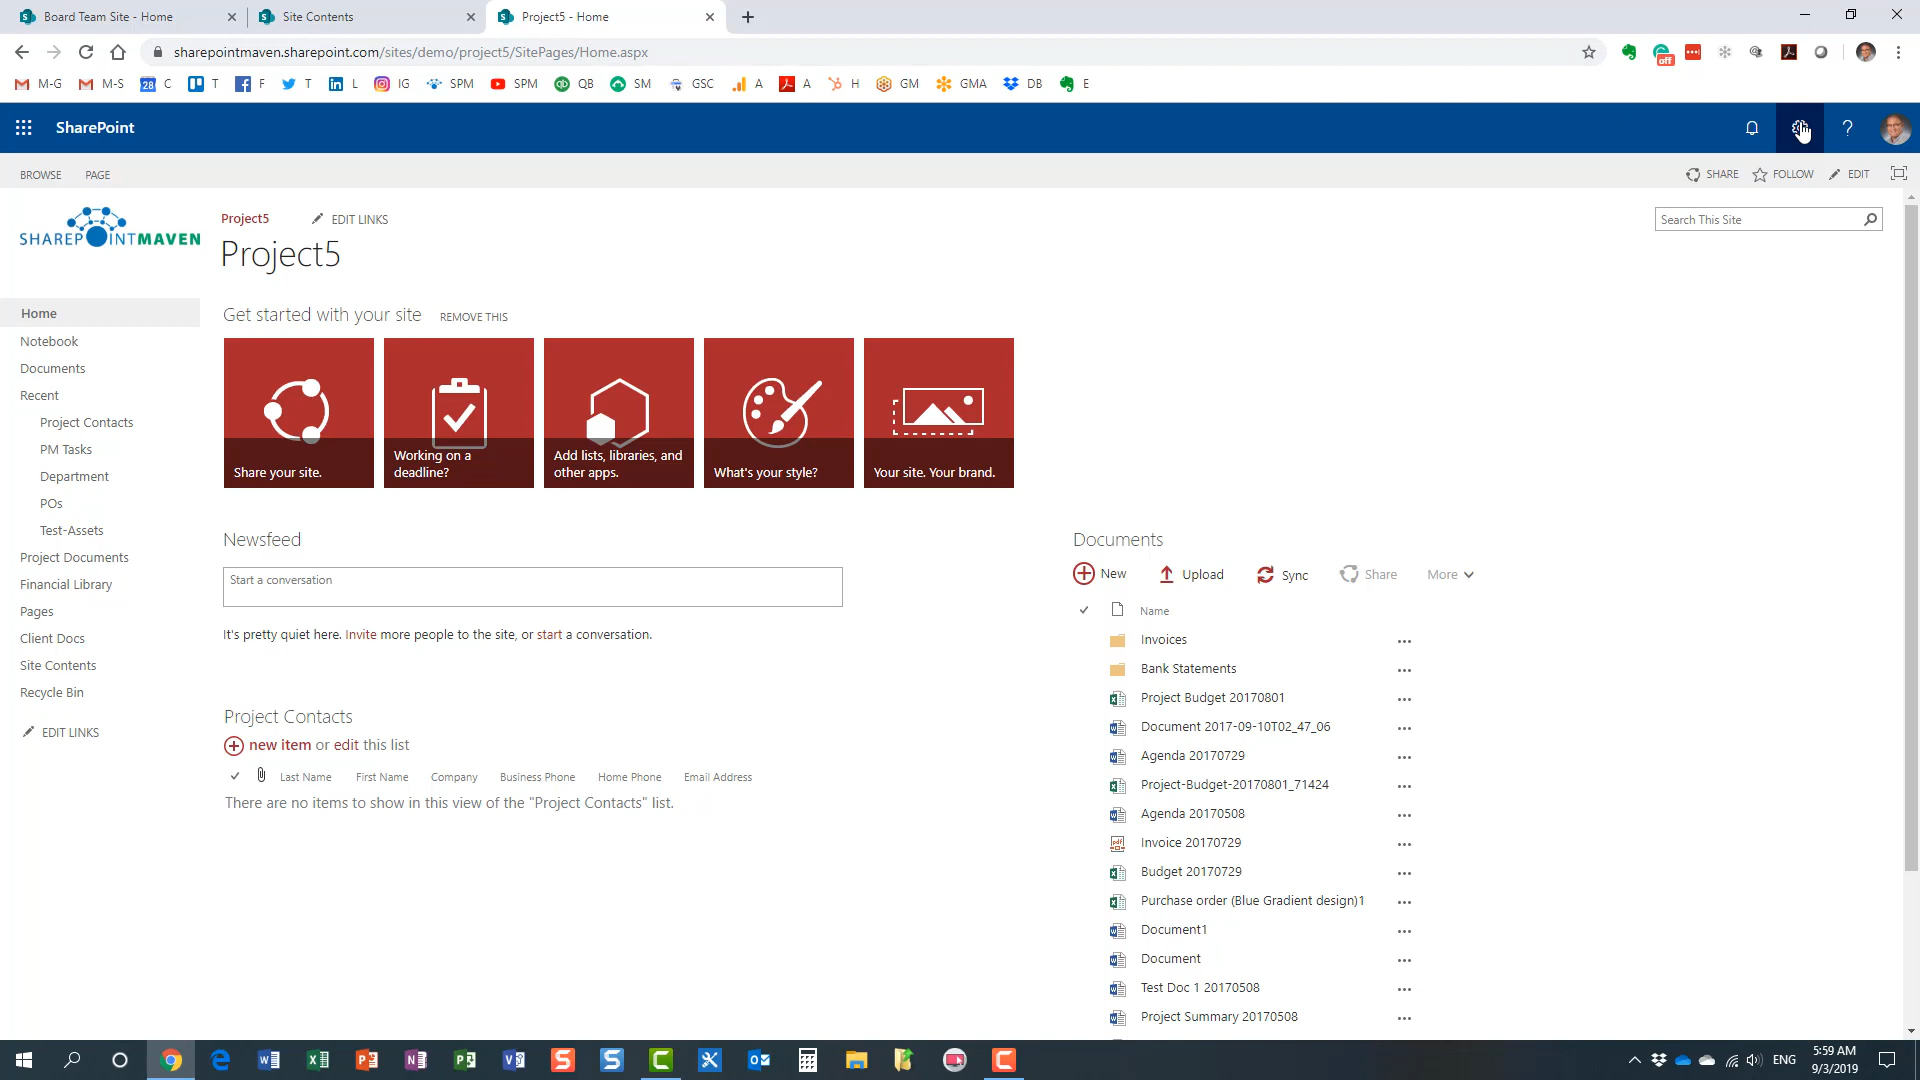 Board Team Site - Home
Site Contents
Project5 - Home
sharepointmaven.sharepoint.com/sites/demo/project5/SitePages/Home.aspx
off
M-G
M-S
28
C
T
F
T
L
IG
SPM
SPM
QB
SM
GSC
A
A
H
GM
GMA
DB
E
SharePoint
?
BROWSE
PAGE
SHARE
FOLLOW
EDIT
SHAREPOINTMAVEN
Project5
EDIT LINKS
Project5
Search This Site
Home
Notebook
Documents
Recent
Project Contacts
PM Tasks
Department
POs
Test-Assets
Project Documents
Financial Library
Pages
Client Docs
Site Contents
Recycle Bin
EDIT LINKS
Get started with your site
REMOVE THIS
Share your site.
Working on a
deadline?
Add lists, libraries, and
other apps.
What's your style?
Your site. Your brand.
Newsfeed
Start a conversation
It's pretty quiet here. Invite more people to the site, or start a conversation.
Project Contacts
new item or edit this list
Last Name
First Name
Company
Business Phone
Home Phone
Email Address
There are no items to show in this view of the "Project Contacts" list.
Documents
New
Upload
Sync
Share
More
Name
Invoices
Bank Statements
Project Budget 20170801
Document 2017-09-10T02_47_06
Agenda 20170729
Project-Budget-20170801_71424
Agenda 20170508
Invoice 20170729
Budget 20170729
Purchase order (Blue Gradient design)1
Document1
Document
Test Doc 1 20170508
Project Summary 20170508
ENG
5:59 AM
9/3/2019